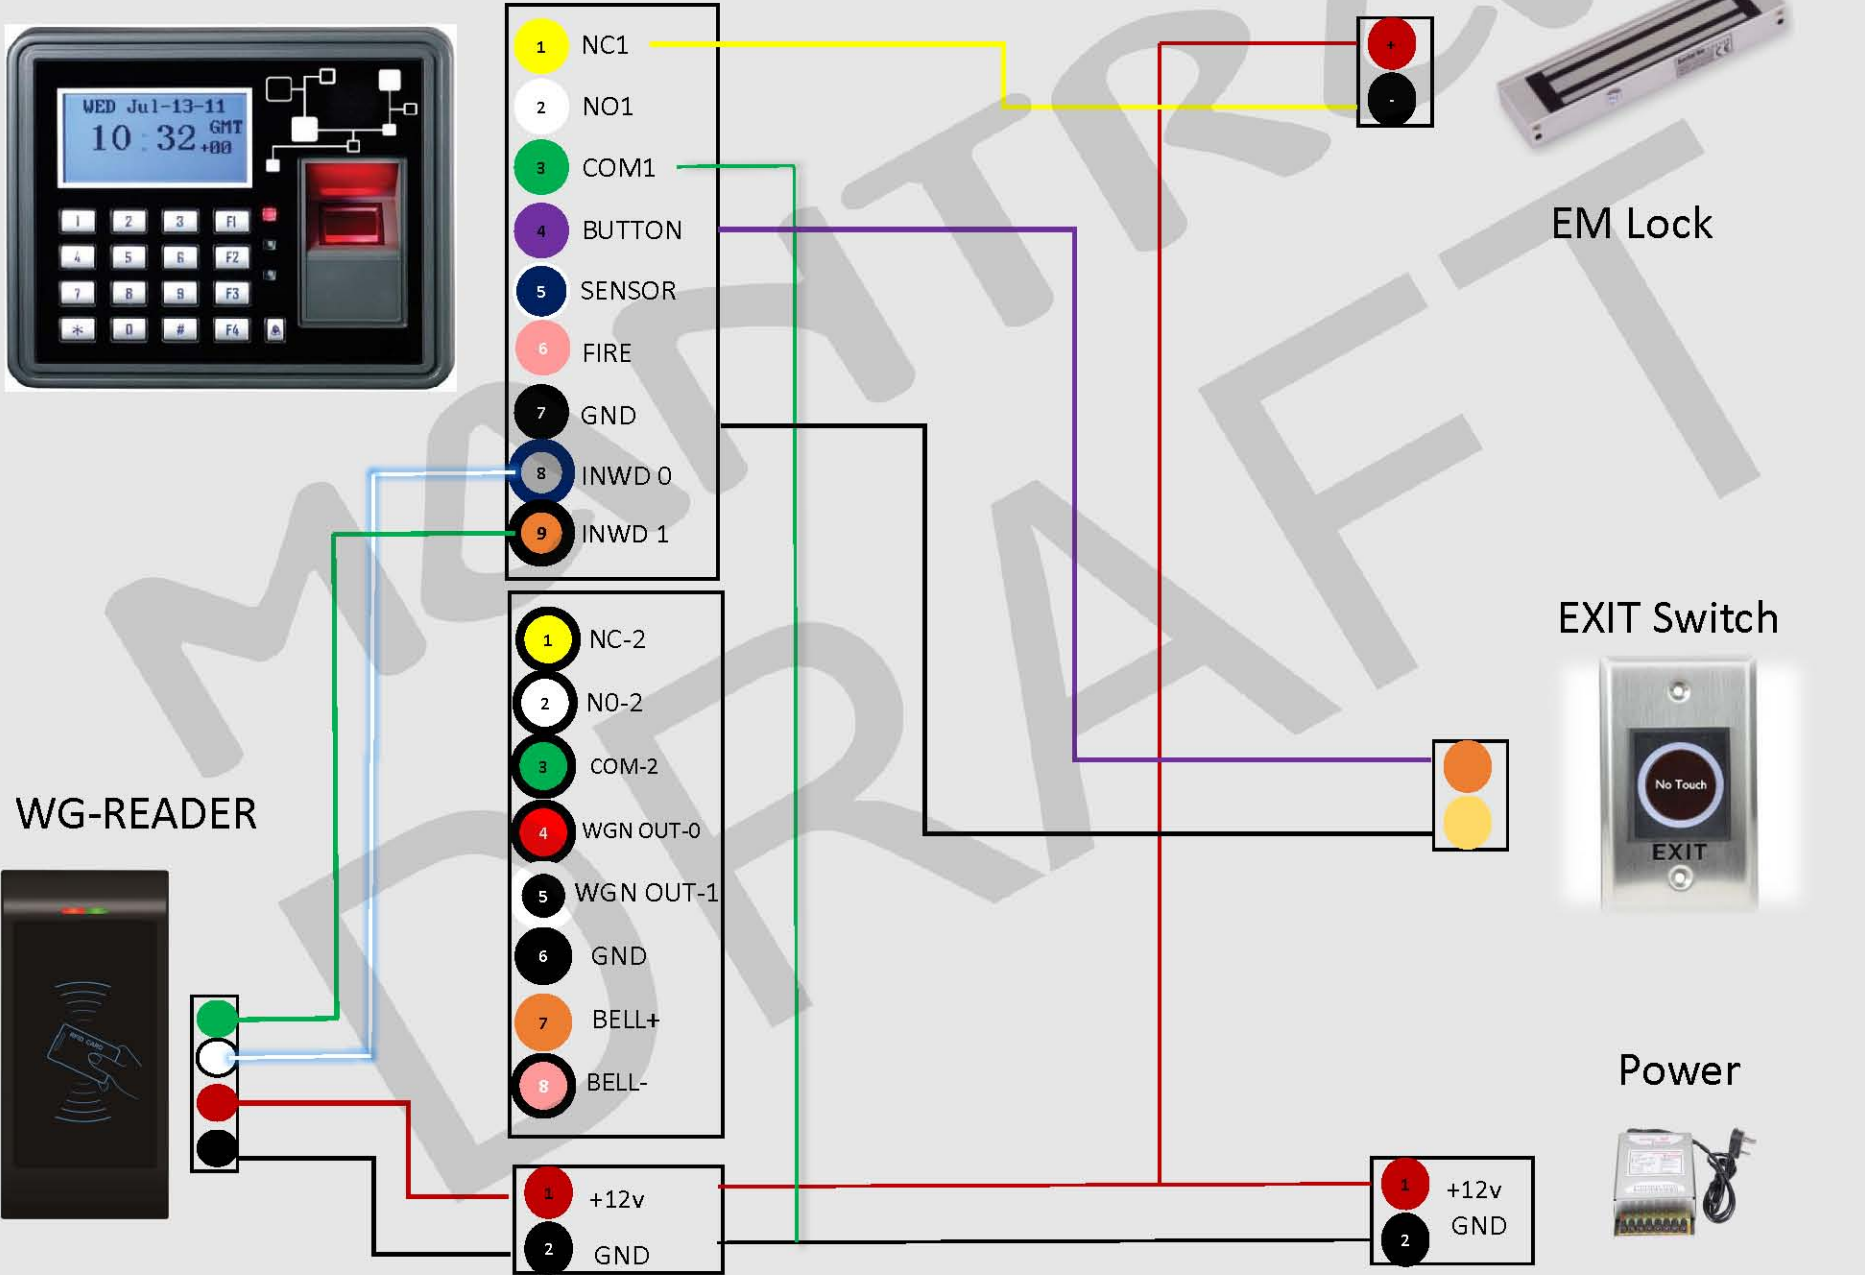 WED Jul-13-11
10:32 GMT
+00
1 2 3 F1
4 5 6 F2
7 8 9 F3
* 0 # F4
1 NC1
2 NO1
3 COM1
4 BUTTON
5 SENSOR
6 FIRE
7 GND
8 INWD 0
9 INWD 1
1 NC-2
2 N0-2
3 COM-2
4 WGN OUT-0
5 WGN OUT-1
6 GND
7 BELL+
8 BELL-
1 +12v
2 GND
+
-
EM Lock
EXIT Switch
No Touch
EXIT
WG-READER
RFID CARD
Power
1 +12v
2 GND
DRAFT